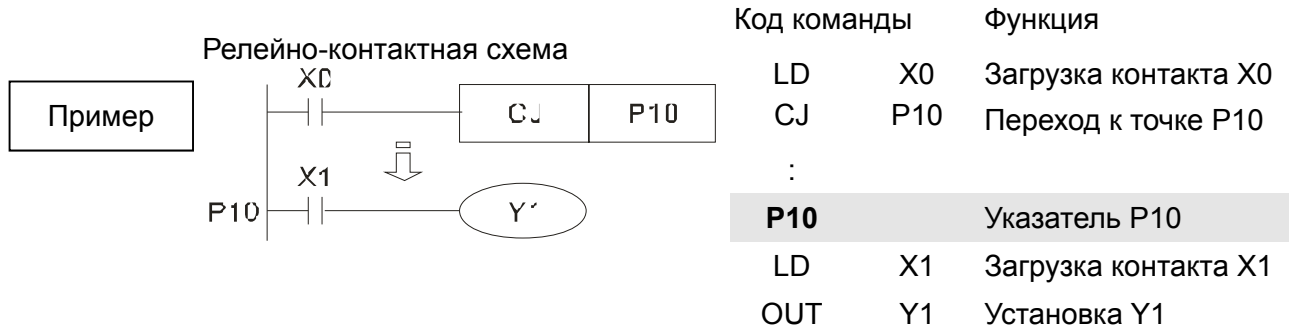 Код команды Функция
Релейно-контактная схема
Пример
X0
CJ P10
X1
P10
Y1
LD X0 Загрузка контакта X0
CJ P10 Переход к точке P10
:
P10 Указатель P10
LD X1 Загрузка контакта X1
OUT Y1 Установка Y1